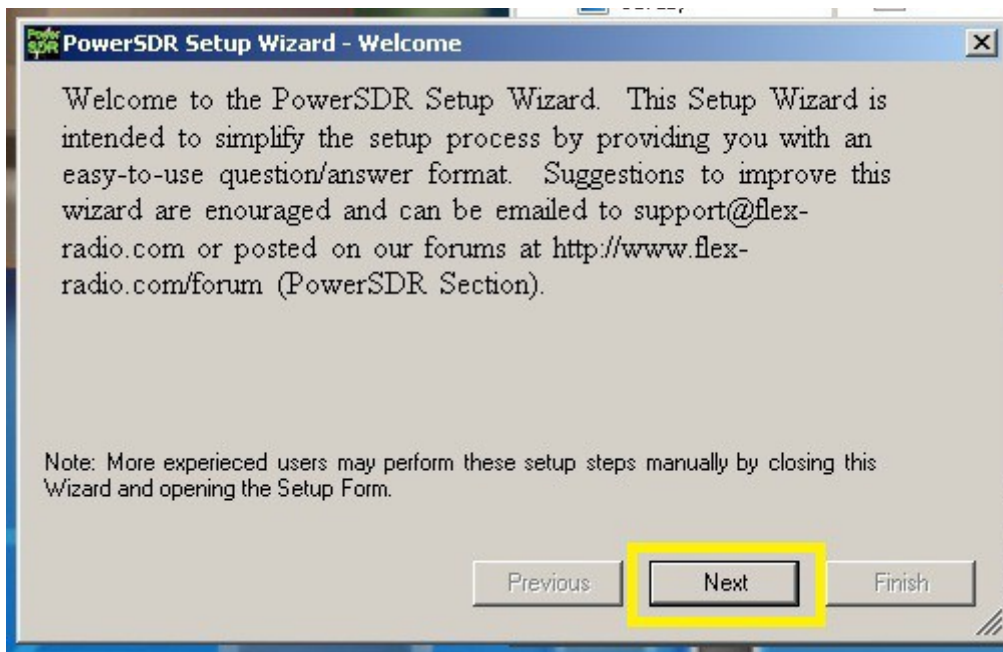 PowerSDR Setup Wizard - Welcome
Welcome to the PowerSDR Setup Wizard. This Setup Wizard is
intended to simplify the setup process by providing you with an
easy-to-use question/answer format. Suggestions to improve this
wizard are enouraged and can be emailed to support@flex-
radio.com or posted on our forums at http://www.flex-
radio.com/forum (PowerSDR Section).
Note: More experieced users may perform these setup steps manually by closing this
Wizard and opening the Setup Form.
Previous Next Finish